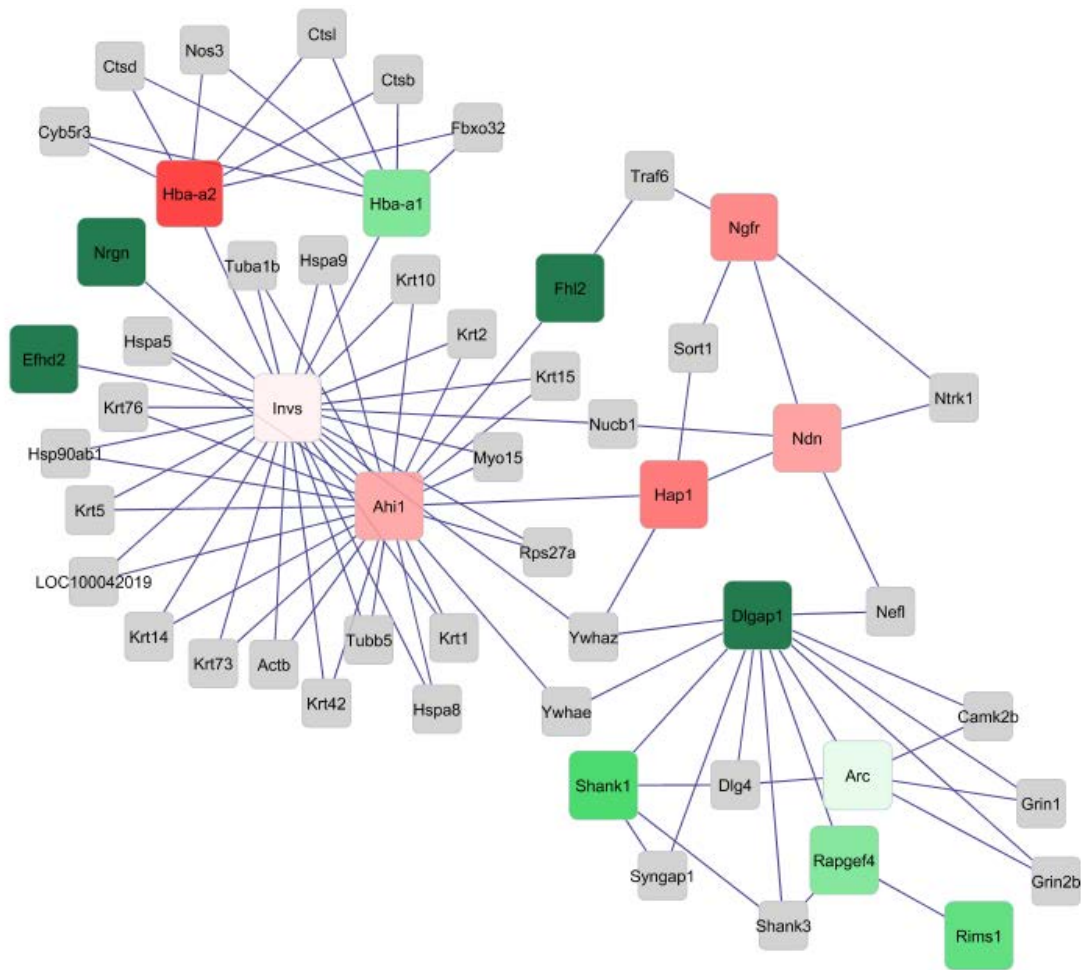 Ctsl
Nos3
Ctsd
Ctsb
Cyb5r3
Fbxo32
Hba-a2
Hba-a1
Traf6
Ngfr
Nrgn
Tuba1b
Hspa9
Krt10
Fhl2
Hspa5
Krt2
Sort1
Efhd2
Krt15
Invs
Krt76
Nucb1
Ntrk1
Ndn
Hsp90ab1
Myo15
Hap1
Ahi1
Krt5
Rps27a
LOC100042019
Nefl
Dlgap1
Krt14
Tubb5
Krt1
Ywhaz
Krt73
Actb
Krt42
Hspa8
Ywhae
Camk2b
Arc
Shank1
Dlg4
Grin1
Rapgef4
Syngap1
Grin2b
Shank3
Rims1